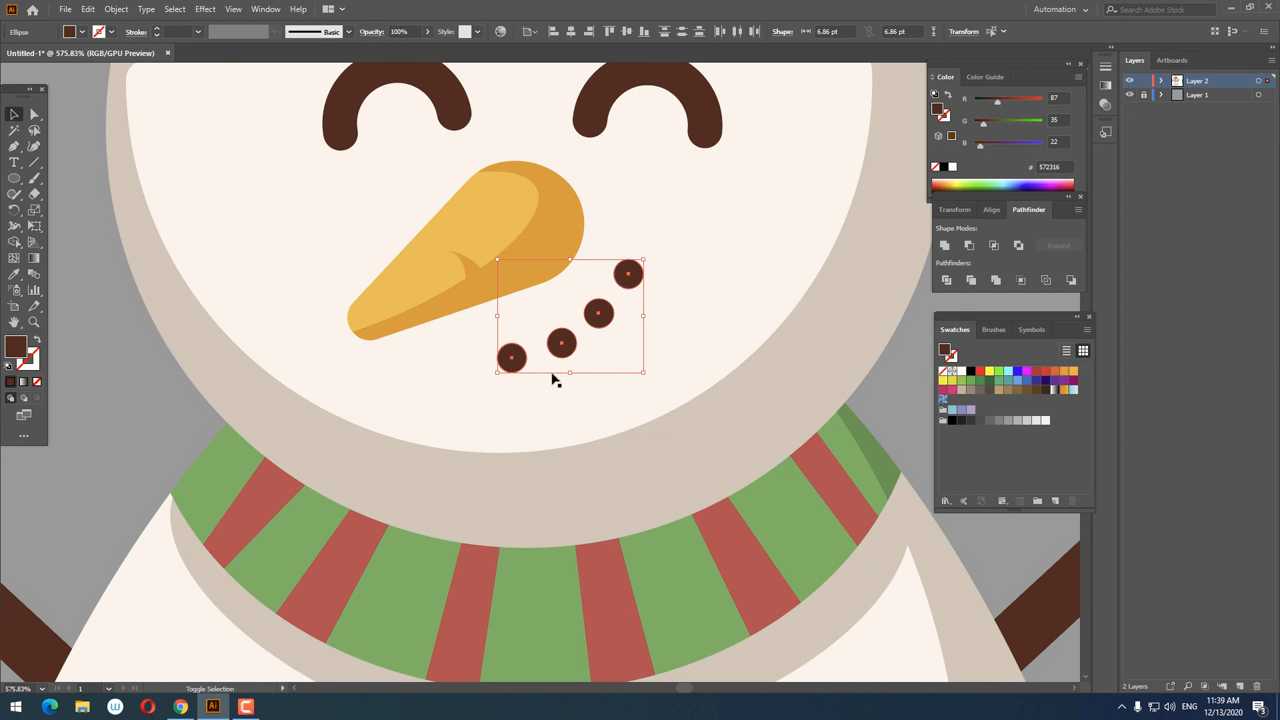 Ai File Edit Object Type Select Effect View Window Help Automation Search Adobe Stock
Ellipse Stroke: Basic Opacity: 100% Style: Shape: 6.86 pt 6.86 pt Transform
Untitled-1* @ 575.83% (RGB/GPU Preview)
Layers Artboards
Color Color Guide
Layer 2
Layer 1
R 87
G 35
B 22
# 572316
Transform Align Pathfinder
Shape Modes:
Expand
Pathfinders:
Swatches Brushes Symbols
575.83% 1 Toggle Selection 2 Layers
Ai ENG 11:39 AM
12/13/2020